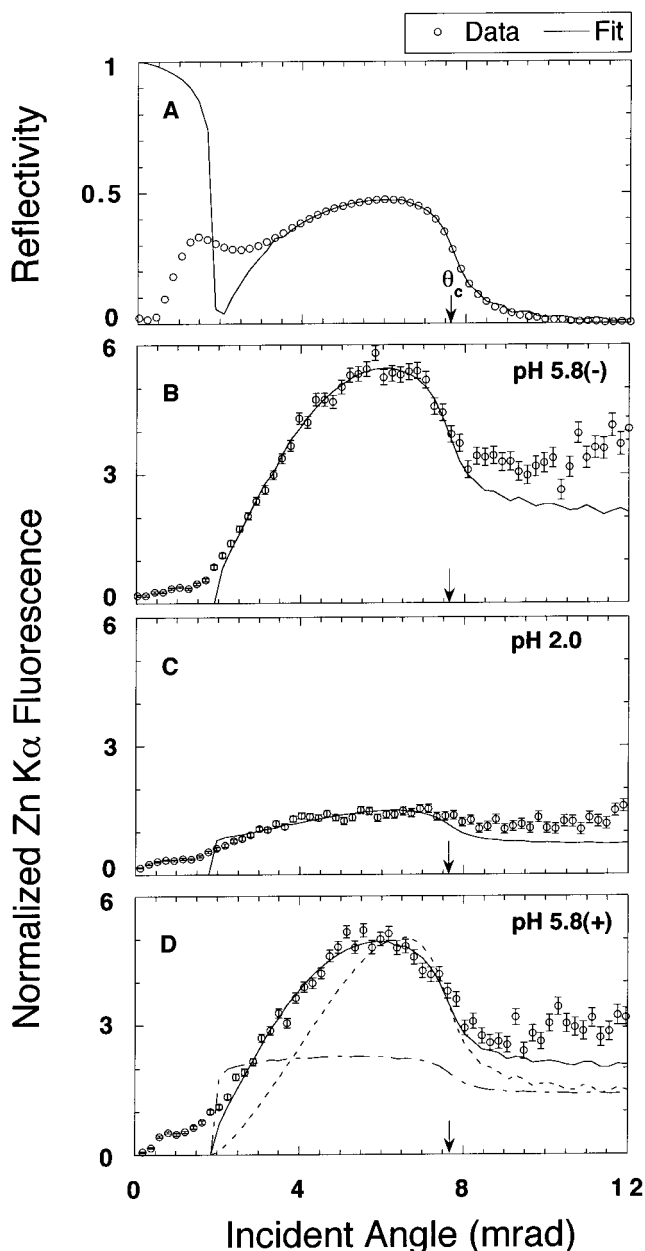 Data Fit
Reflectivity
1
0.5
0
A
θc
Normalized Zn Kα Fluorescence
6
3
0
B
pH 5.8(-)
6
3
0
C
pH 2.0
6
3
0
D
pH 5.8(+)
0 4 8 12
Incident Angle (mrad)